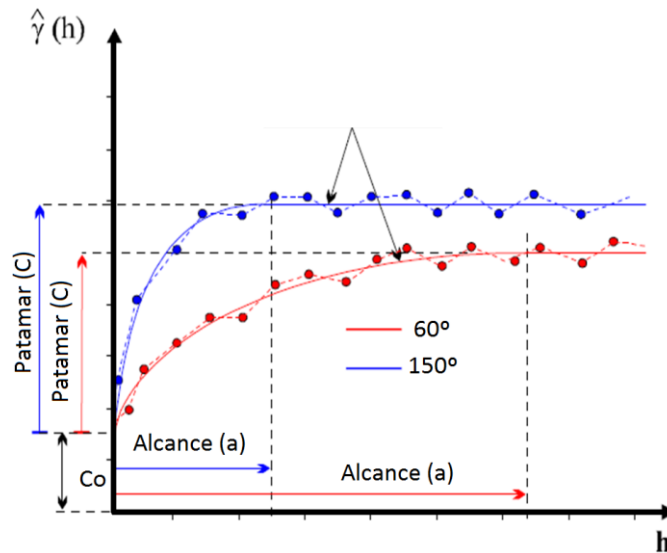 γ̂ (h)
Patamar (C)
Patamar (C)
60º
150º
Alcance (a)
Alcance (a)
Co
h